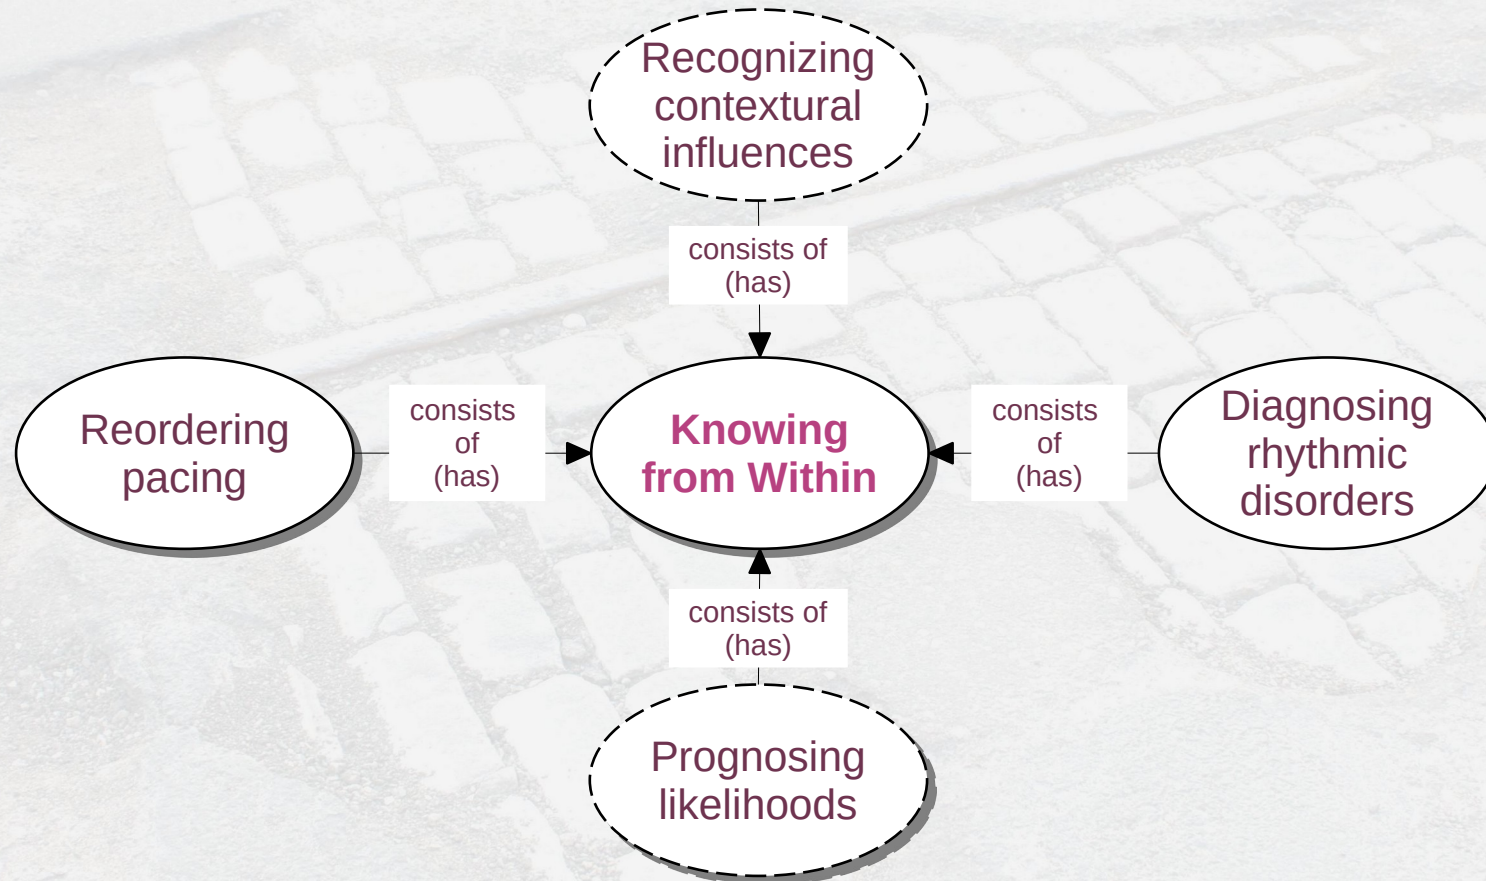 Recognizing
contextural
influences
consists of
(has)
Reordering
pacing
consists
of
(has)
Knowing
from Within
consists
of
(has)
Diagnosing
rhythmic
disorders
consists of
(has)
Prognosing
likelihoods